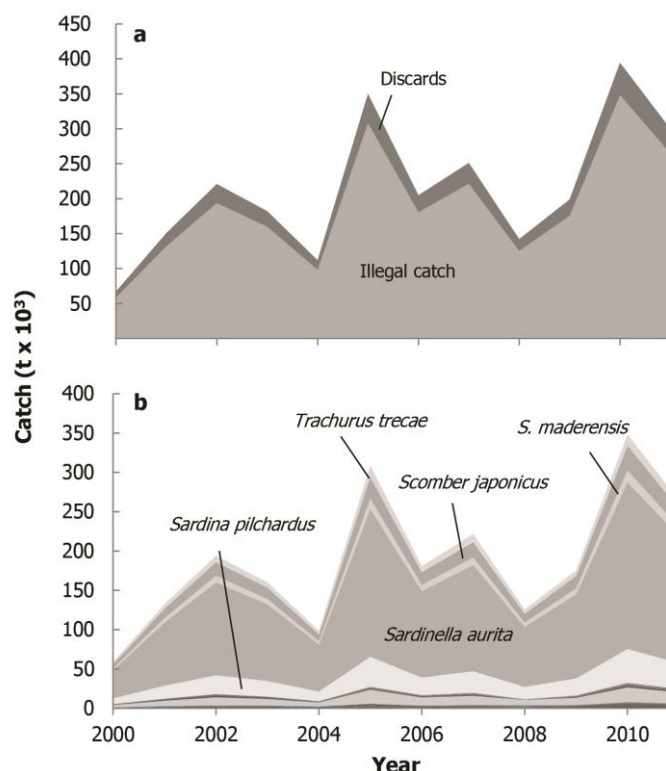 a
450
400
350
300
250
200
150
100
50
Discards
Illegal catch
Catch (t x 10³)
b
400
350
300
250
200
150
100
50
0
Trachurus trecae
S. maderensis
Scomber japonicus
Sardina pilchardus
Sardinella aurita
2000 2002 2004 2006 2008 2010
Year